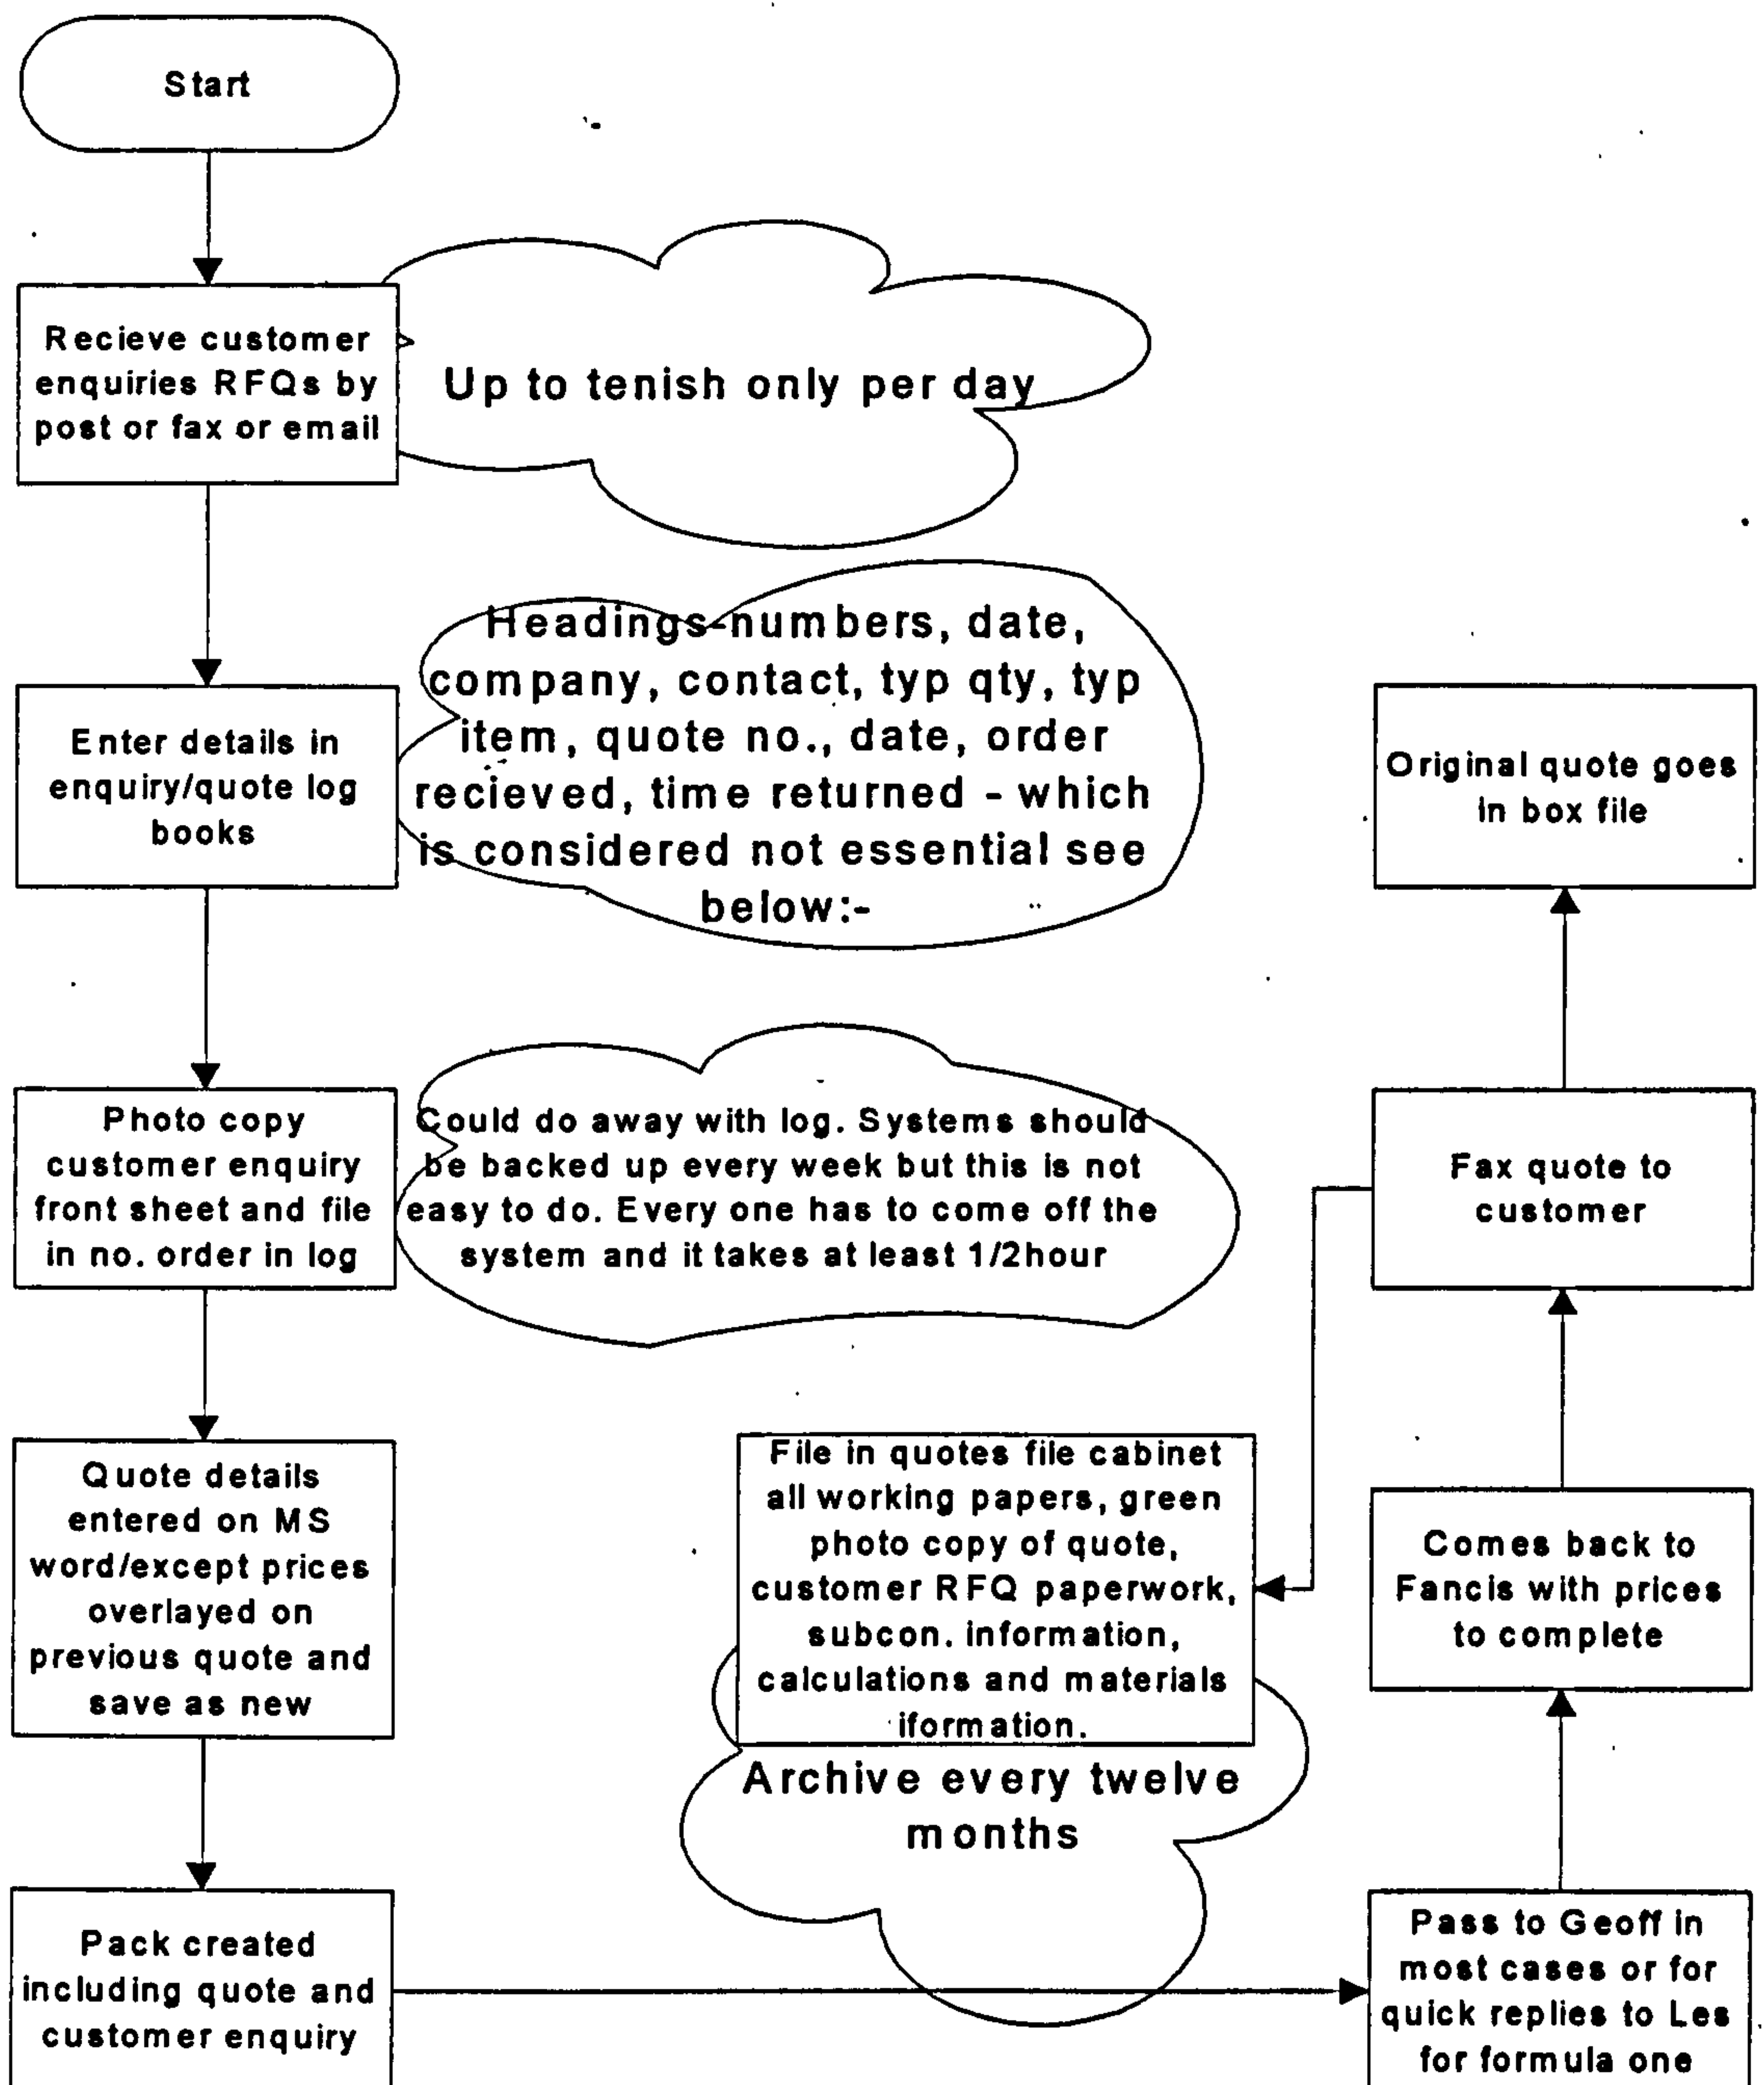 Start
Recieve customer
enquiries RFQs by
post or fax or email
Up to tenish only per day
Enter details in
enquiry/quote log
books
Headings-numbers, date,
company, contact, typ qty, typ
item, quote no., date, order
recieved, time returned - which
is considered not essential see
below:-
Photo copy
customer enquiry
front sheet and file
in no. order in log
Could do away with log. Systems should
be backed up every week but this is not
easy to do. Every one has to come off the
system and it takes at least 1/2hour
Quote details
entered on MS
word/except prices
overlayed on
previous quote and
save as new
Pack created
including quote and
customer enquiry
Pass to Geoff in
most cases or for
quick replies to Les
for formula one
Comes back to
Fancis with prices
to complete
Fax quote to
customer
Original quote goes
in box file
File in quotes file cabinet
all working papers, green
photo copy of quote,
customer RFQ paperwork,
subcon. information,
calculations and materials
iformation.
Archive every twelve
months